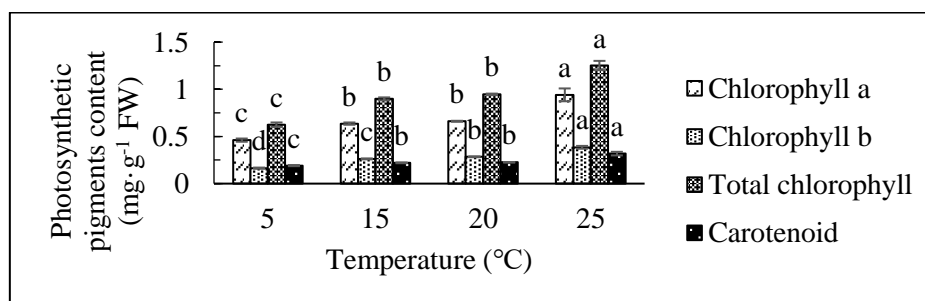 Photosynthetic
pigments content
(mg·g⁻¹ FW)
1.5
1
0.5
0
c
d
c
c
b
c
b
b
b
b
b
b
a
a
a
a
5
15
20
25
Temperature (°C)
Chlorophyll a
Chlorophyll b
Total chlorophyll
Carotenoid